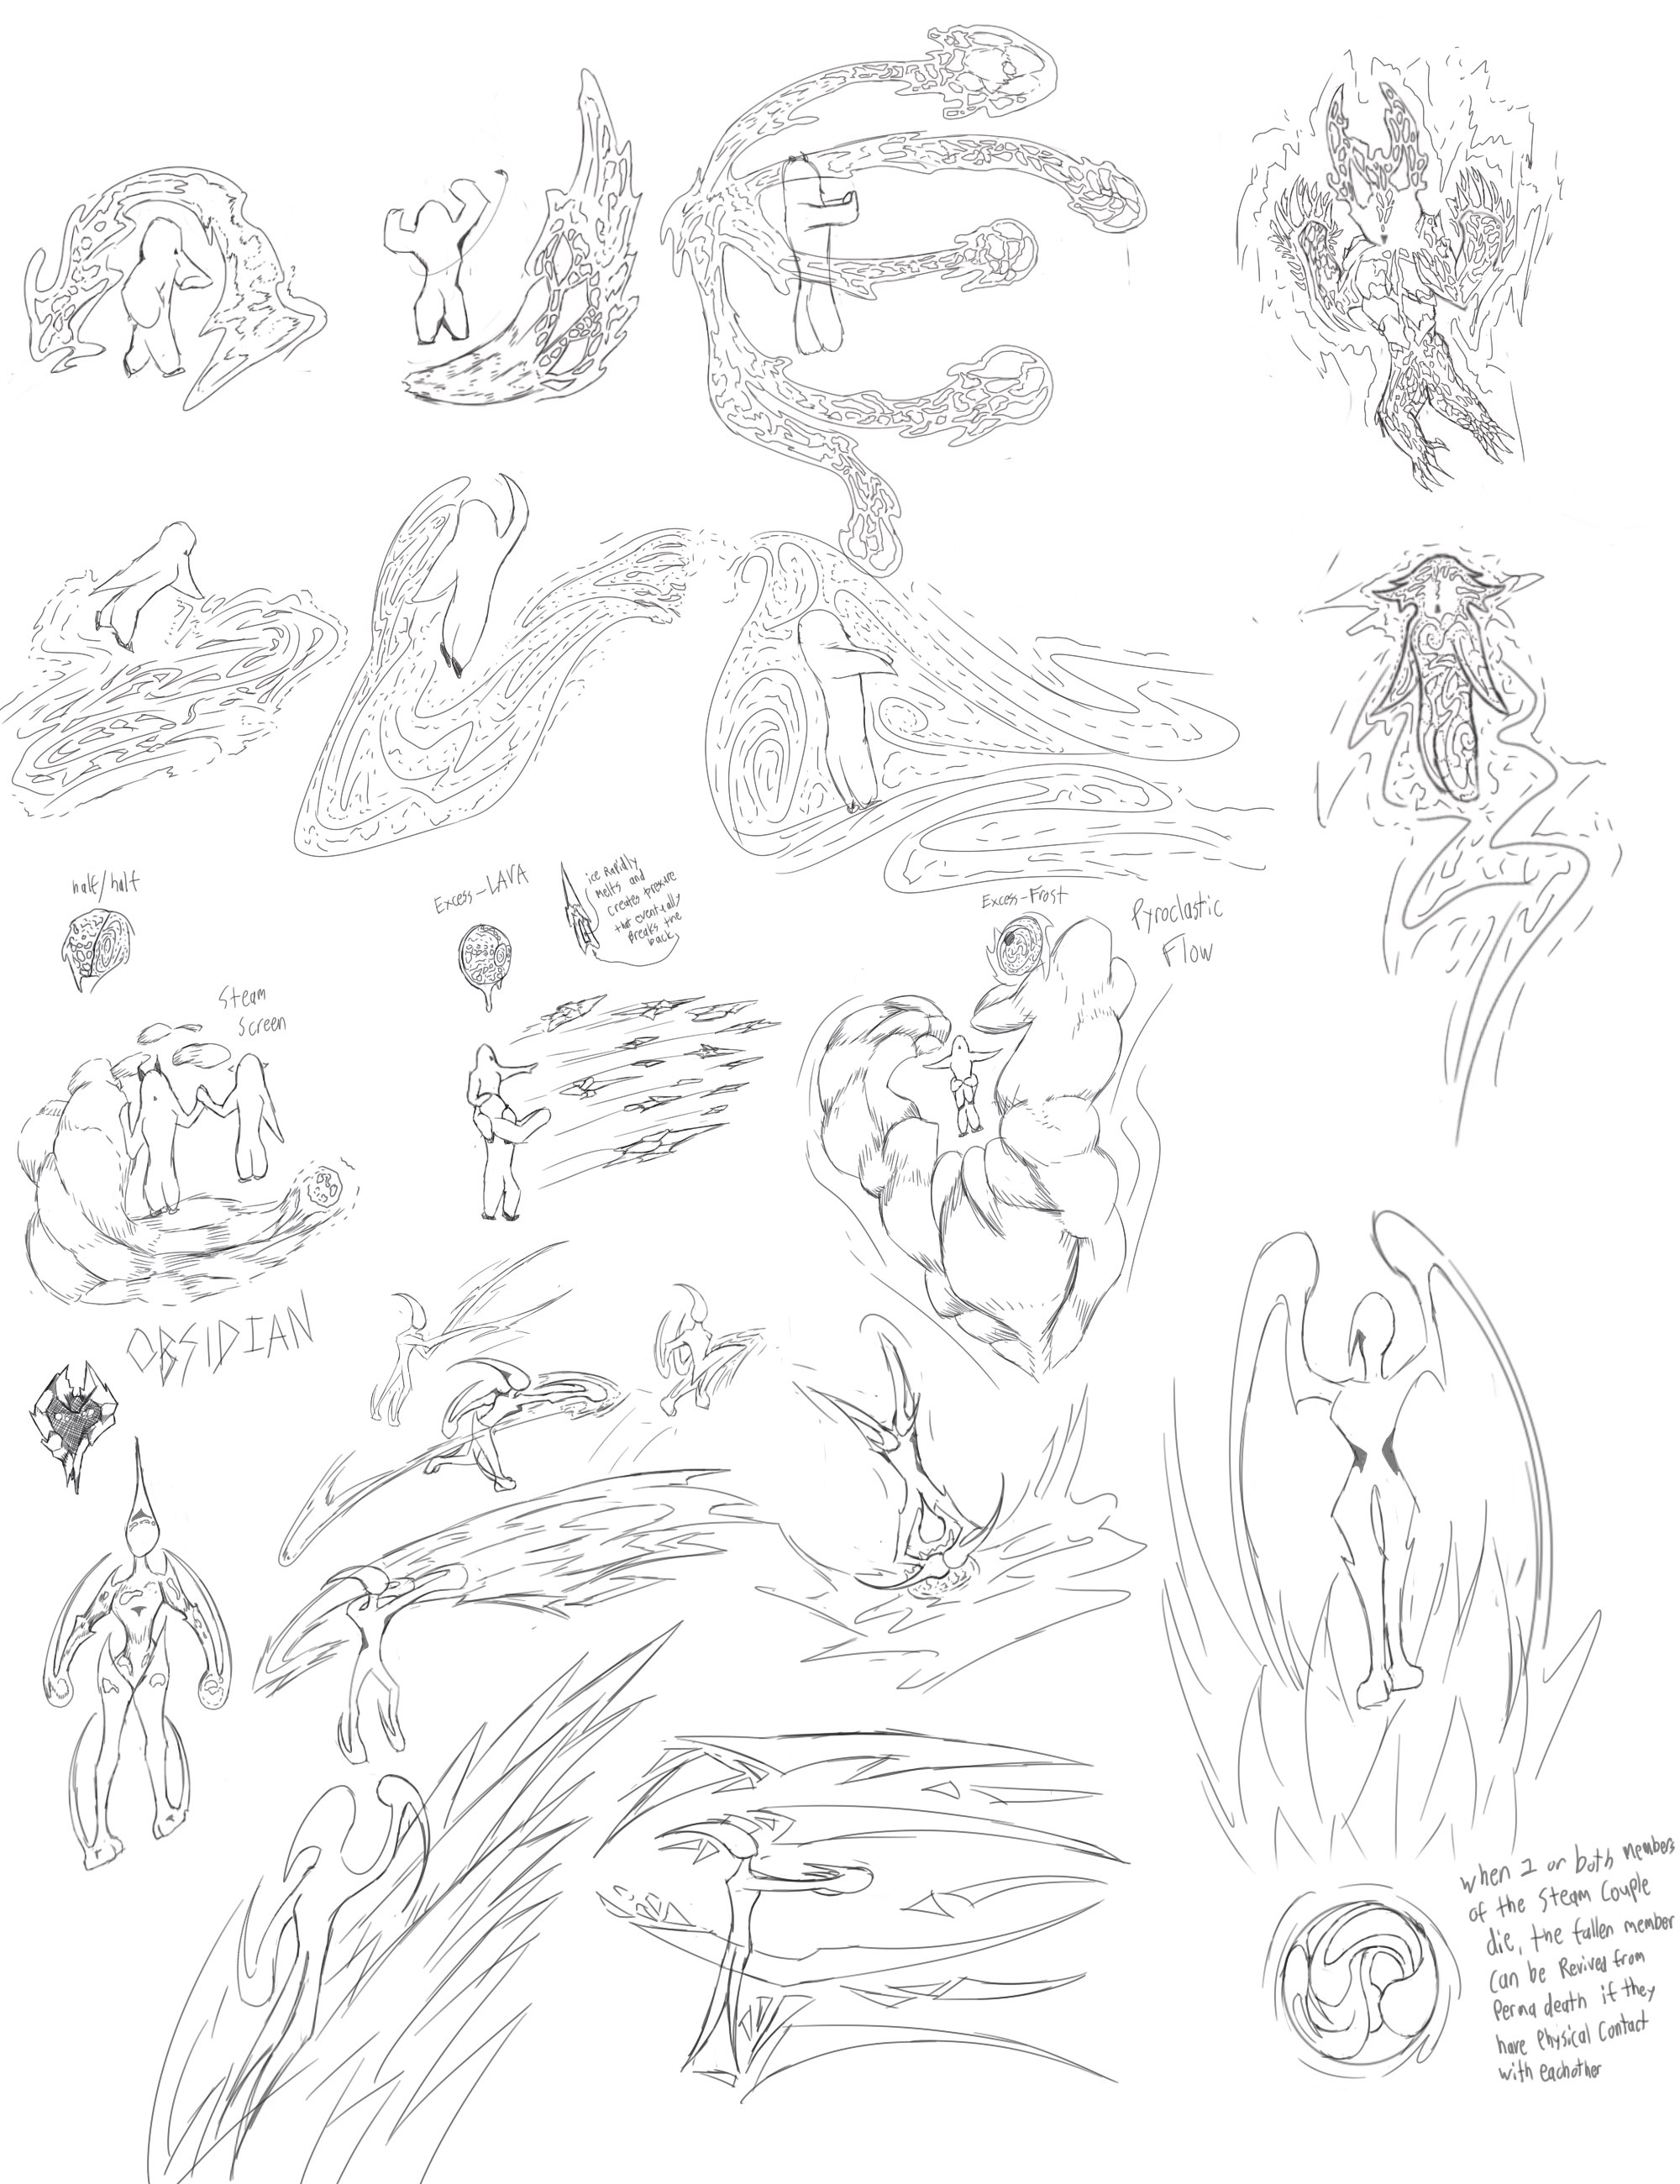 half/half
Excess-LAVA
ice Rapidly
Melts and
creates pressure
that eventually
Breaks the
back
Excess-Frost
Pyroclastic
Flow
Steam
Screen
OBSIDIAN
when 1 or both members
of the Steam Couple
die, the fallen member
can be Revived from
Perma death if they
have Physical Contact
with eachother